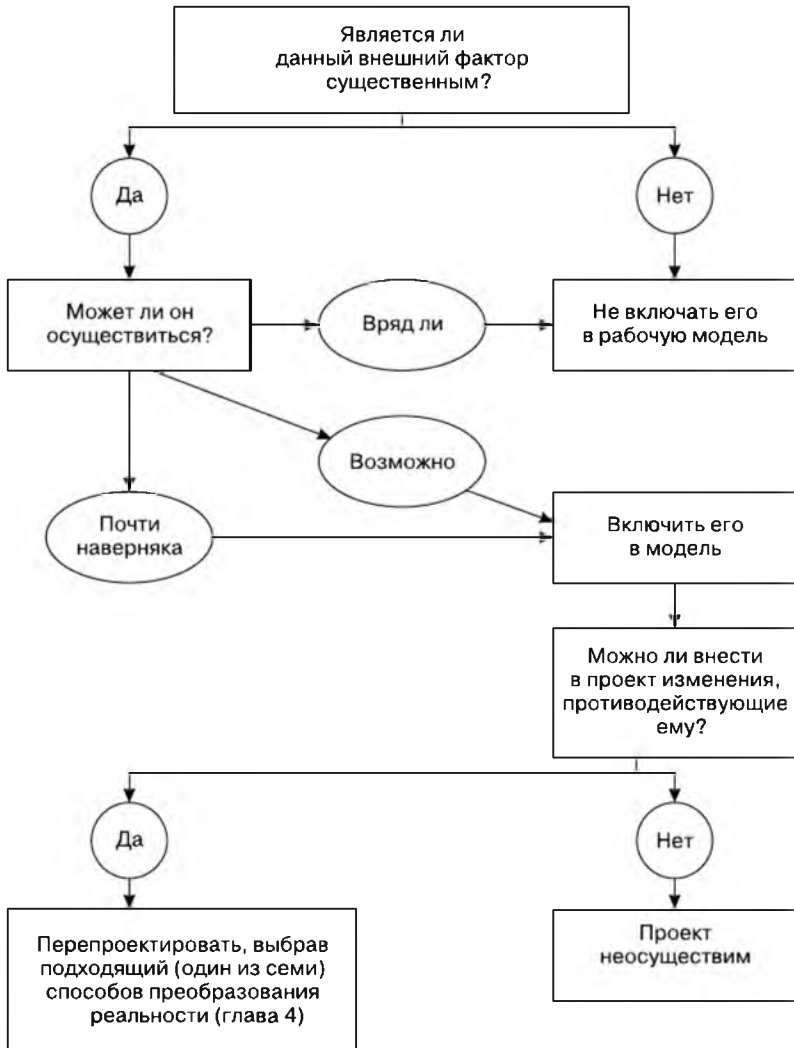 Является ли
данный внешний фактор
существенным?
Да
Нет
Может ли он
осуществиться?
Вряд ли
Не включать его
в рабочую модель
Возможно
Почти
наверняка
Включить его
в модель
Можно ли внести
в проект изменения,
противодействующие
ему?
Да
Нет
Перепроектировать, выбрав
подходящий (один из семи)
способов преобразования
реальности (глава 4)
Проект
неосуществим